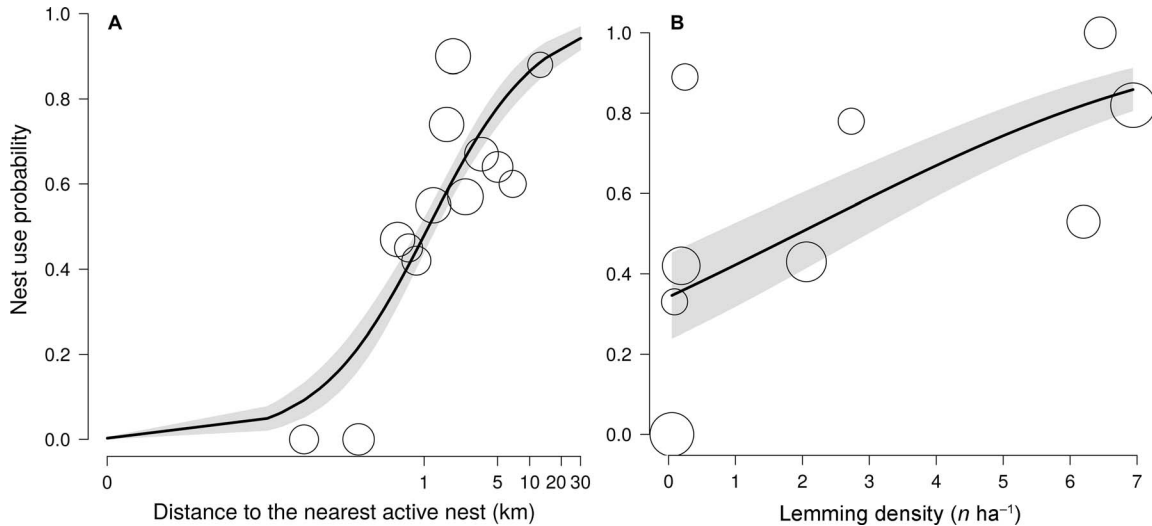 A
B
Nest use probability
1.0
0.8
0.6
0.4
0.2
0.0
0 1 5 10 20 30
Distance to the nearest active nest (km)
1.0
0.8
0.6
0.4
0.2
0.0
0 1 2 3 4 5 6 7
Lemming density (n ha⁻¹)